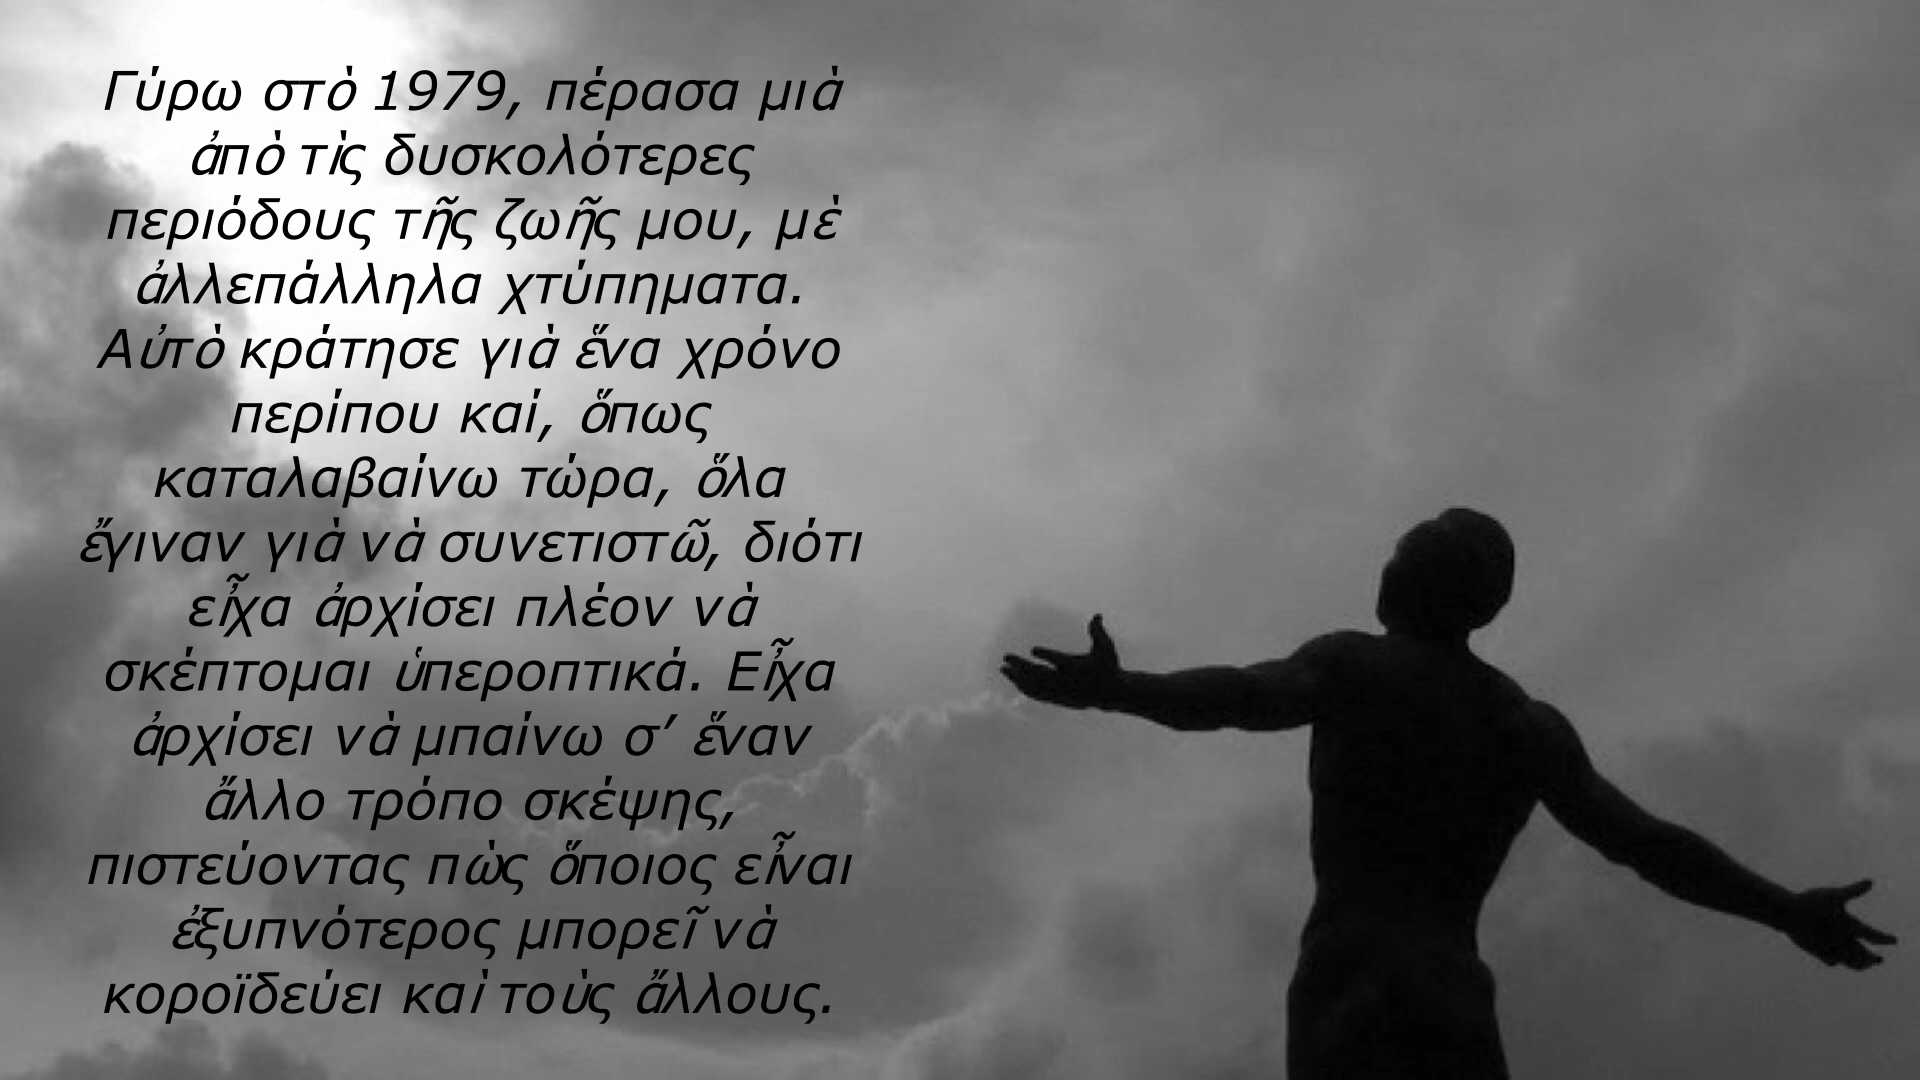 Γύρω στὸ 1979, πέρασα μιὰ
ἀπὸ τὶς δυσκολότερες
περιόδους τῆς ζωῆς μου, μὲ
ἀλλεπάλληλα χτύπηματα.
Αὐτὸ κράτησε γιὰ ἕνα χρόνο
περίπου καί, ὅπως
καταλαβαίνω τώρα, ὅλα
ἔγιναν γιὰ νὰ συνετιστῶ, διότι
εἶχα ἀρχίσει πλέον νὰ
σκέπτομαι ὑπεροπτικά. Εἶχα
ἀρχίσει νὰ μπαίνω σ’ ἕναν
ἄλλο τρόπο σκέψης,
πιστεύοντας πὼς ὅποιος εἶναι
ἐξυπνότερος μπορεῖ νὰ
κοροϊδεύει καὶ τοὺς ἄλλους.